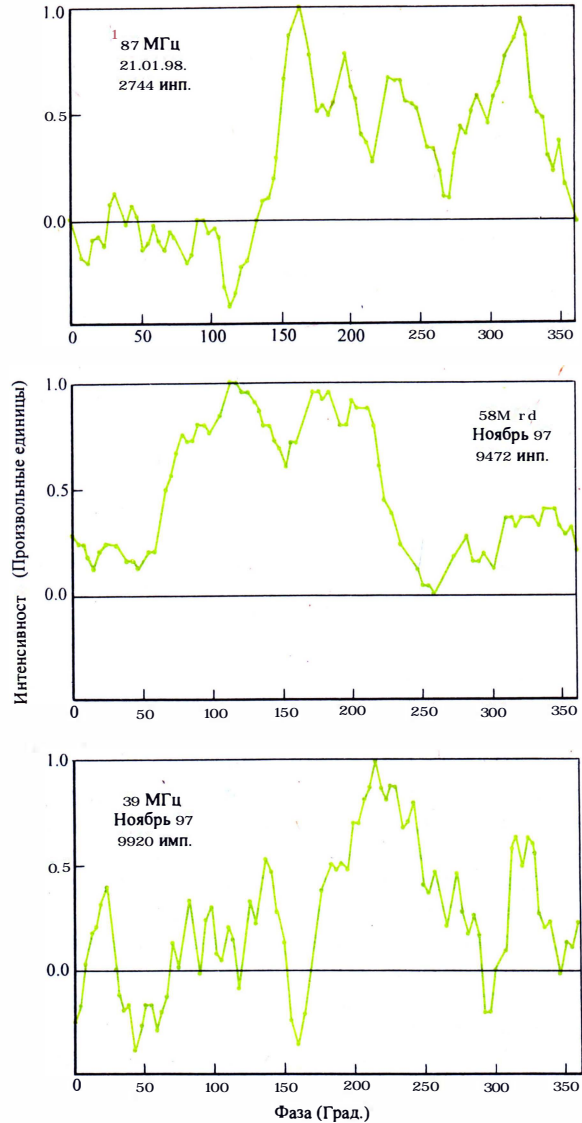 1.0
1
87 МГц
21.01.98.
2744 инп.
0.5
0.0
0 50 100 150 200 250 300 350
Интенсивност (Произвольные единицы)
1.0
58M rd
Ноябрь 97
9472 инп.
0.5
0.0
0 50 100 150 200 250 300 350
1.0
39 МГц
Ноябрь 97
9920 имп.
0.5
0.0
0 50 100 150 200 250 300 350
Фаза (Град.)